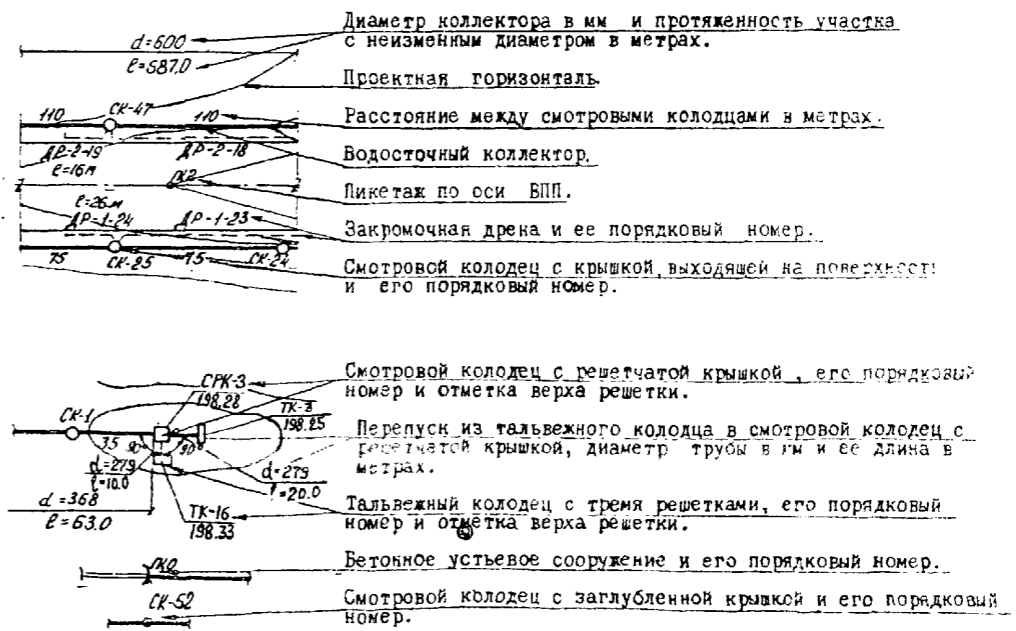 Диаметр коллектора в мм и протяженность участка
с неизменным диаметром в метрах.
d=600
ℓ=587,0
Проектная горизонталь.
110
СК-47
110
Расстояние между смотровыми колодцами в метрах.
ДР-2-19
ДР-2-18
Водосточный коллектор.
ℓ=16м
ПК2
Пикетаж по оси ВПП.
ℓ=26м
ДР-1-24
ДР-1-23
Закромочная дрена и ее порядковый номер.
75
СК-25
75
СК-24
Смотровой колодец с крышкой, выходящей на поверхность
и его порядковый номер.
Смотровой колодец с решетчатой крышкой, его порядковый
номер и отметка верха решетки.
СРК-3
198.28
СК-1
198.25
Перепуск из тальвежного колодца в смотровой колодец с
решетчатой крышкой, диаметр трубы в мм и ее длина в
метрах.
35
90°
90°
d=279
ℓ=10.0
d=279
ℓ=20.0
d=368
ℓ=63.0
ТК-16
198.33
Тальвежный колодец с тремя решетками, его порядковый
номер и отметка верха решетки.
Бетонное устьевое сооружение и его порядковый номер.
СК-52
Смотровой колодец с заглубленной крышкой и его порядковый
номер.